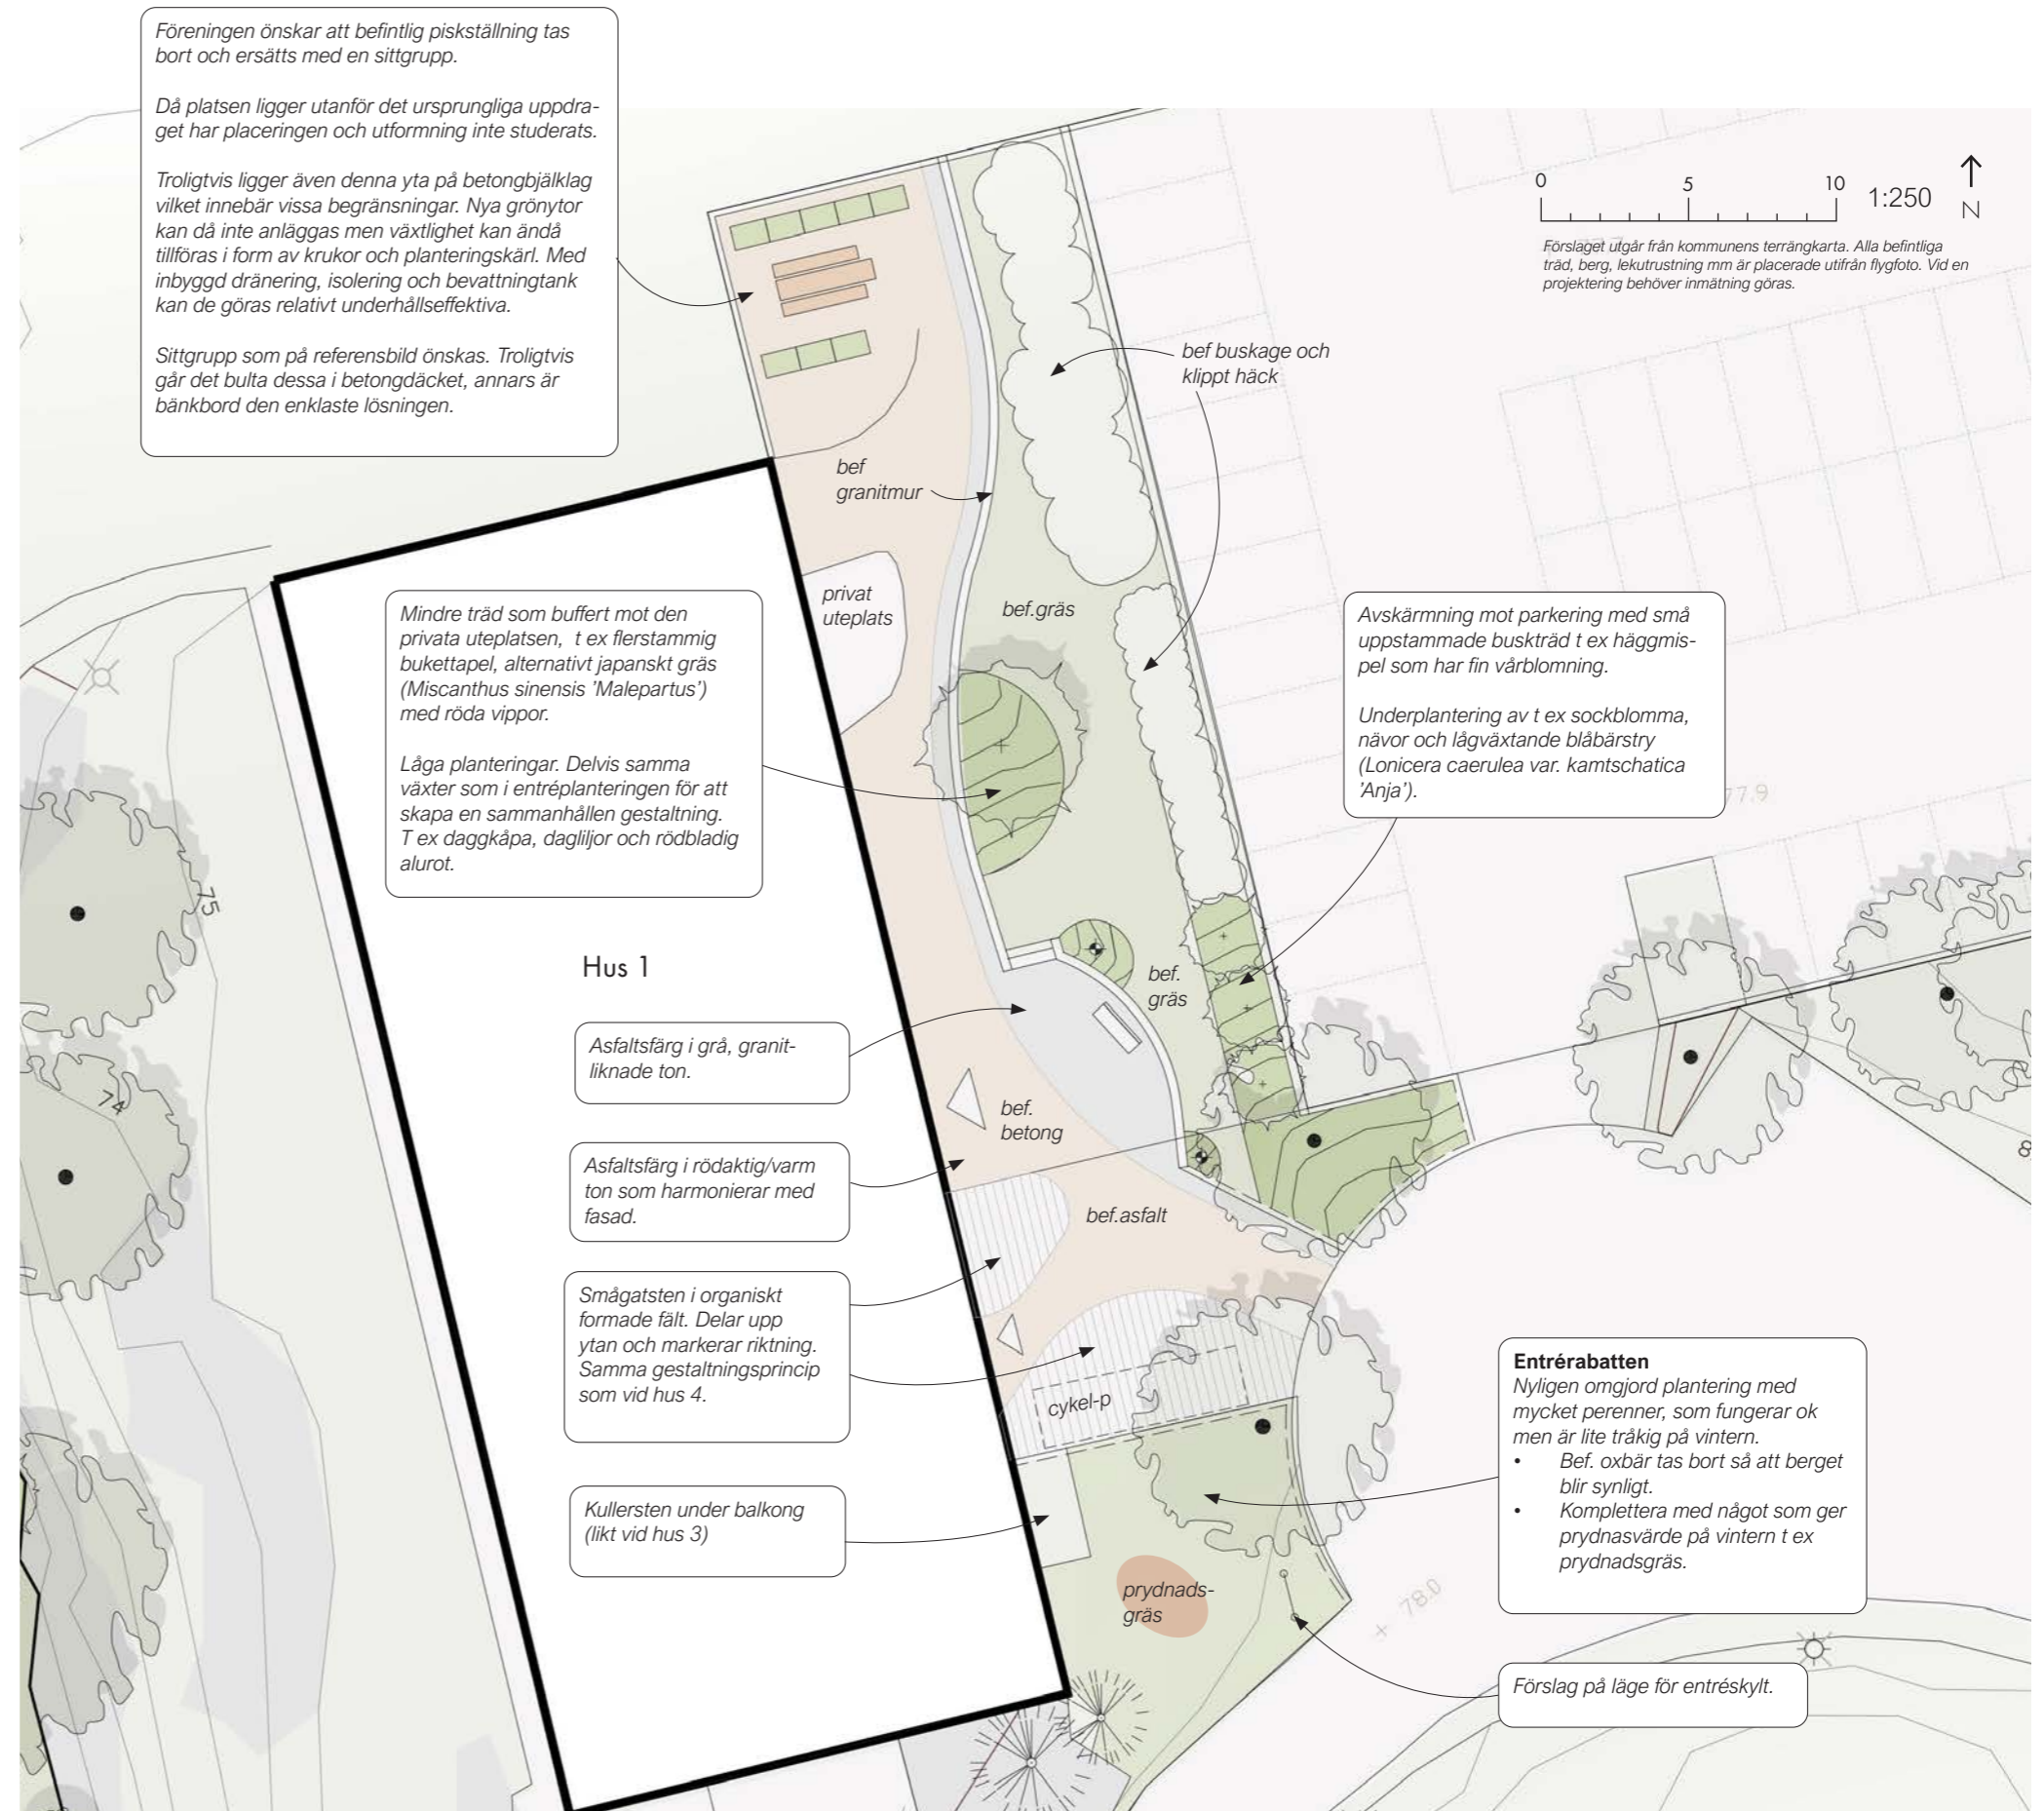 Föreningen önskar att befintlig piskställning tas
bort och ersätts med en sittgrupp.
Då platsen ligger utanför det ursprungliga uppdra-
get har placeringen och utformning inte studerats.
Troligtvis ligger även denna yta på betongbjälklag
vilket innebär vissa begränsningar. Nya grönytor
kan då inte anläggas men växtlighet kan ändå
tillföras i form av krukor och planteringskärl. Med
inbyggd dränering, isolering och bevattningtank
kan de göras relativt underhållseffektiva.
Sittgrupp som på referensbild önskas. Troligtvis
går det bulta dessa i betongdäcket, annars är
bänkbord den enklaste lösningen.
0 5 10 1:250
N
Förslaget utgår från kommunens terrängkarta. Alla befintliga
träd, berg, lekutrustning mm är placerade utifrån flygfoto. Vid en
projektering behöver inmätning göras.
bef buskage och
klippt häck
bef
granitmur
privat
uteplats
bef.gräs
Mindre träd som buffert mot den
privata uteplatsen, t ex flerstammig
bukettapel, alternativt japanskt gräs
(Miscanthus sinensis 'Malepartus')
med röda vippor.
Låga planteringar. Delvis samma
växter som i entréplanteringen för att
skapa en sammanhållen gestaltning.
T ex daggkåpa, dagliljor och rödbladig
alurot.
Avskärmning mot parkering med små
uppstammade buskträd t ex häggmis-
pel som har fin vårblomning.
Underplantering av t ex sockblomma,
nävor och lågväxtande blåbärstry
(Lonicera caerulea var. kamtschatica
'Anja').
77.9
75
74
Hus 1
bef.
gräs
Asfaltsfärg i grå, granit-
liknade ton.
bef.
betong
Asfaltsfärg i rödaktig/varm
ton som harmonierar med
fasad.
bef.asfalt
Smågatsten i organiskt
formade fält. Delar upp
ytan och markerar riktning.
Samma gestaltningsprincip
som vid hus 4.
cykel-p
Entrérabatten
Nyligen omgjord plantering med
mycket perenner, som fungerar ok
men är lite tråkig på vintern.
• Bef. oxbär tas bort så att berget
blir synligt.
• Komplettera med något som ger
prydnasvärde på vintern t ex
prydnadsgräs.
Kullersten under balkong
(likt vid hus 3)
prydnads-
gräs
78.0
Förslag på läge för entréskylt.